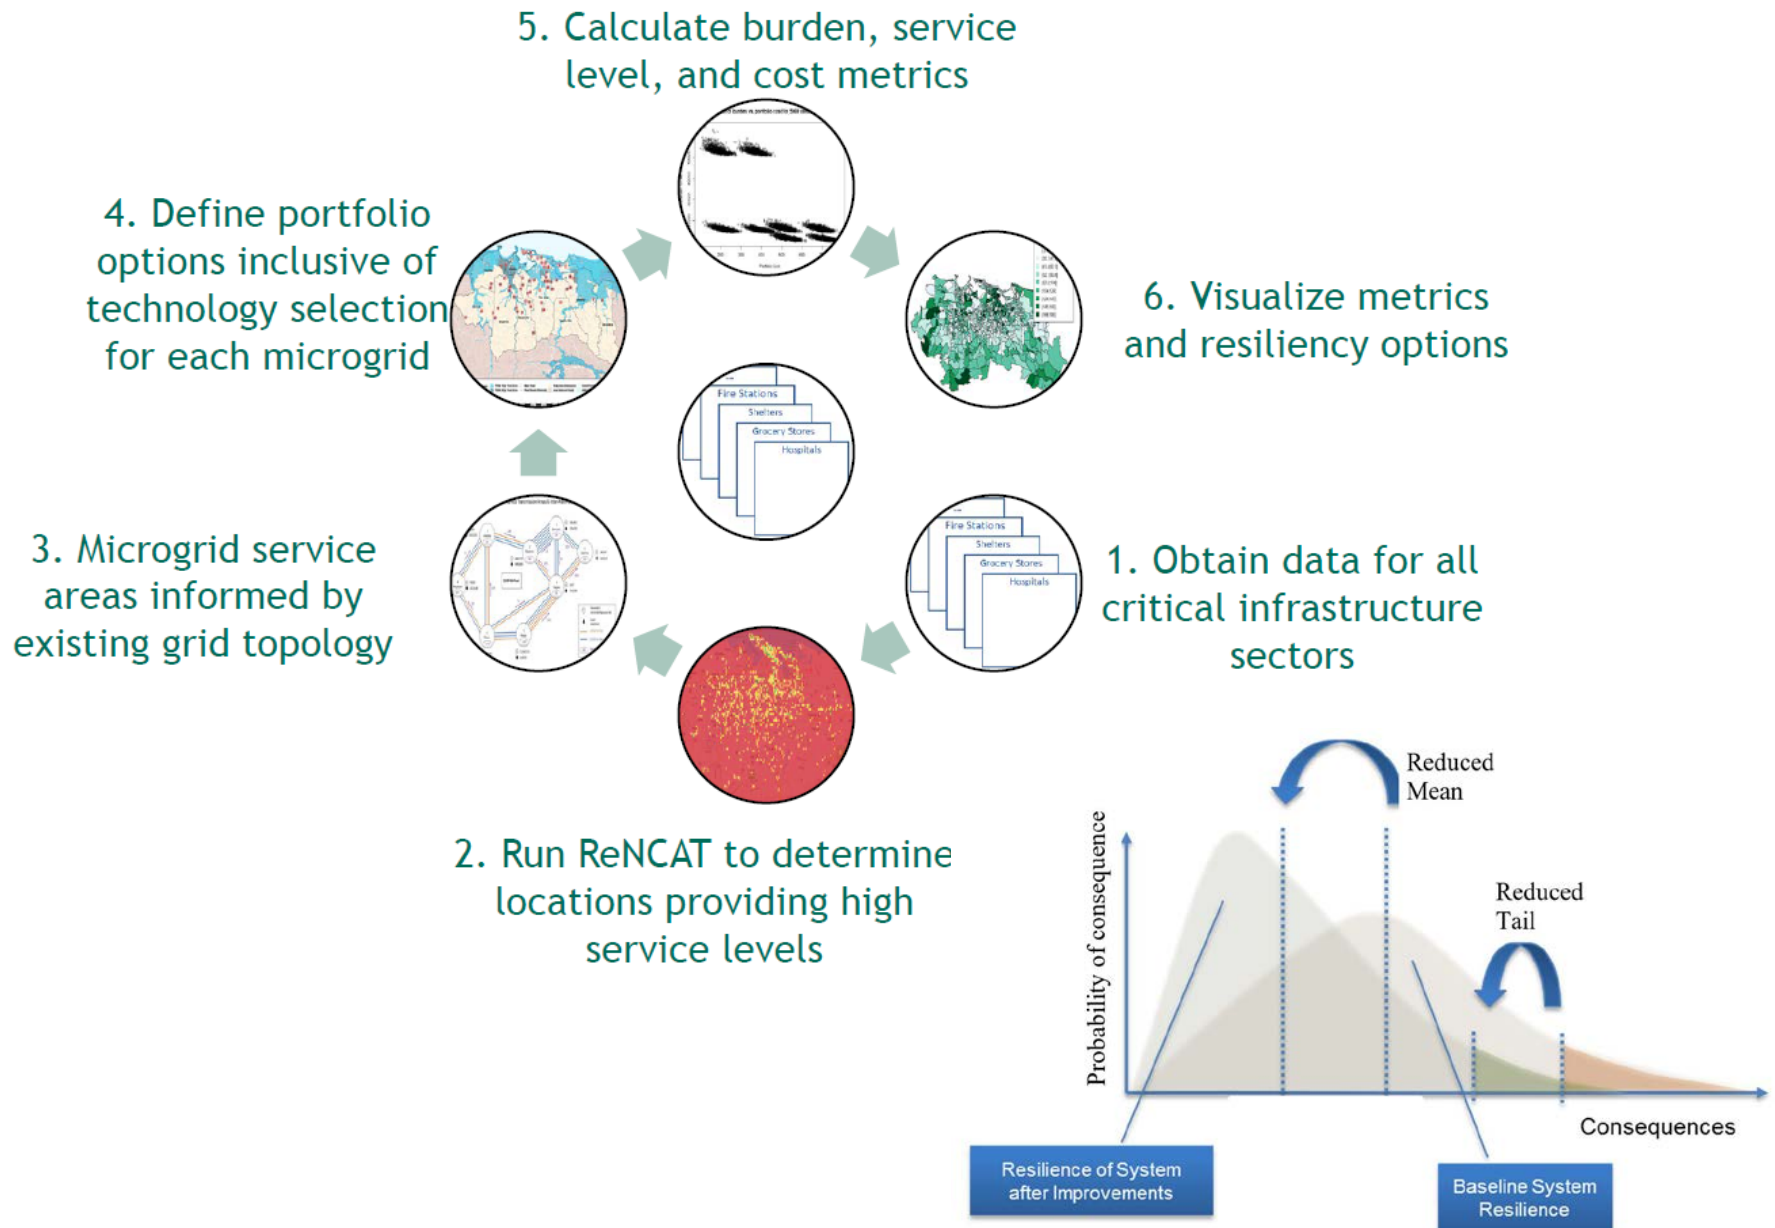 5. Calculate burden, service
level, and cost metrics
4. Define portfolio
options inclusive of
technology selection
for each microgrid
6. Visualize metrics
and resiliency options
Fire Stations
Shelters
Grocery Stores
Hospitals
3. Microgrid service
areas informed by
existing grid topology
Fire Stations
Shelters
Grocery Stores
Hospitals
1. Obtain data for all
critical infrastructure
sectors
2. Run ReNCAT to determine
locations providing high
service levels
Reduced
Mean
Reduced
Tail
Probability of consequence
Consequences
Resilience of System
after Improvements
Baseline System
Resilience